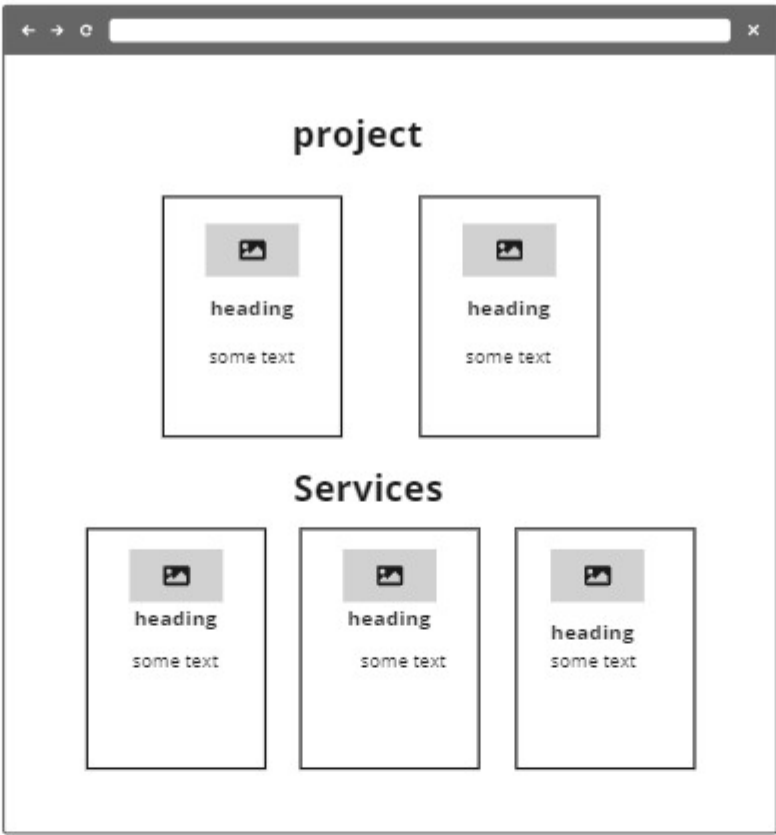 project
heading
heading
some text
some text
Services
heading
heading
heading
some text
some text
some text